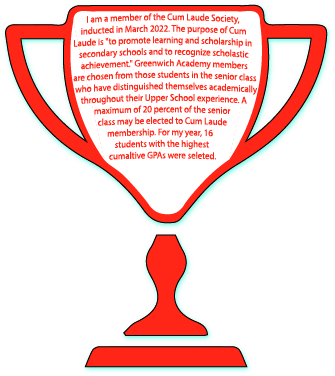 I am a member of the Cum Laude Society,
inducted in March 2022. The purpose of Cum
Laude is "to promote learning and scholarship in
secondary schools and to recognize scholastic
achievement." Greenwich Academy members
are chosen from those students in the senior class
who have distinguished themselves academically
throughout their Upper School experience. A
maximum of 20 percent of the senior
class may be elected to Cum Laude
membership. For my year, 16
students with the highest
cumaltive GPAs were seleted.